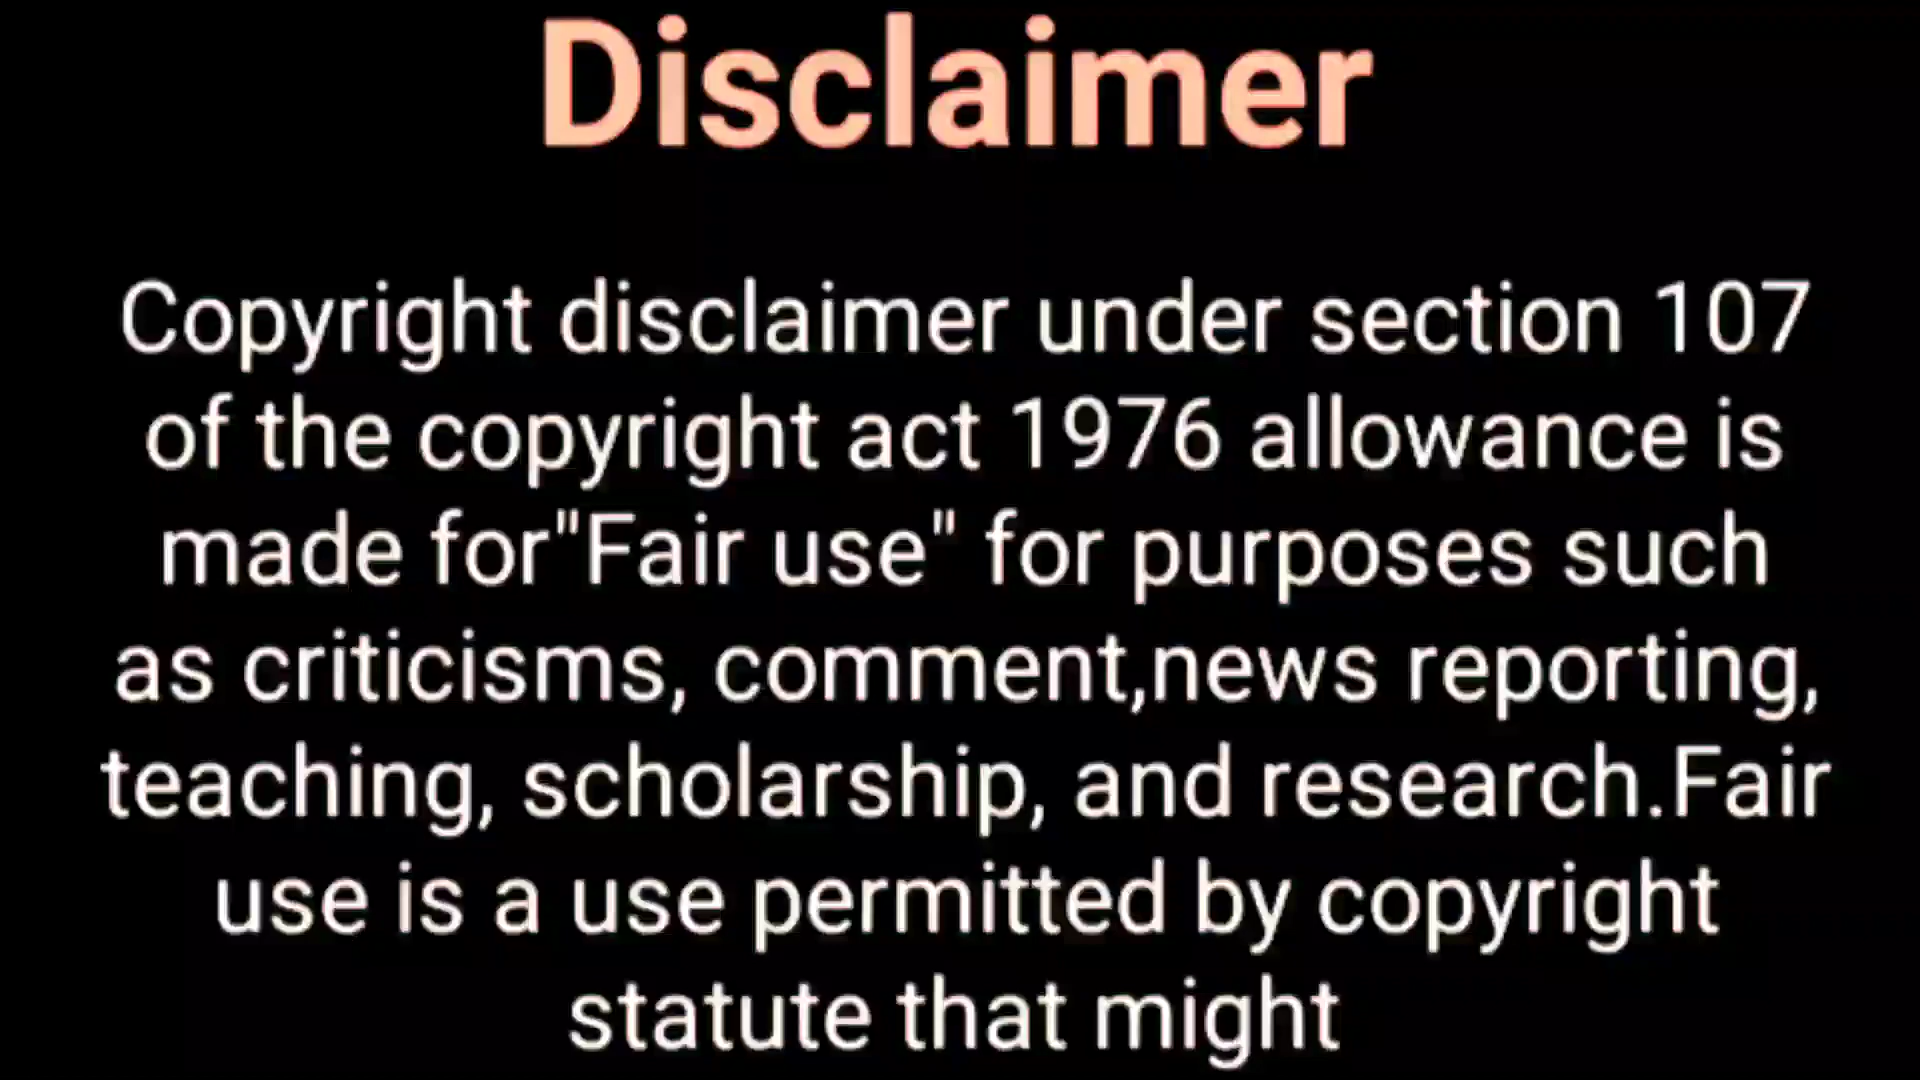 Disclaimer
Copyright disclaimer under section 107
of the copyright act 1976 allowance is
made for"Fair use" for purposes such
as criticisms, comment,news reporting,
teaching, scholarship, and research.Fair
use is a use permitted by copyright
statute that might